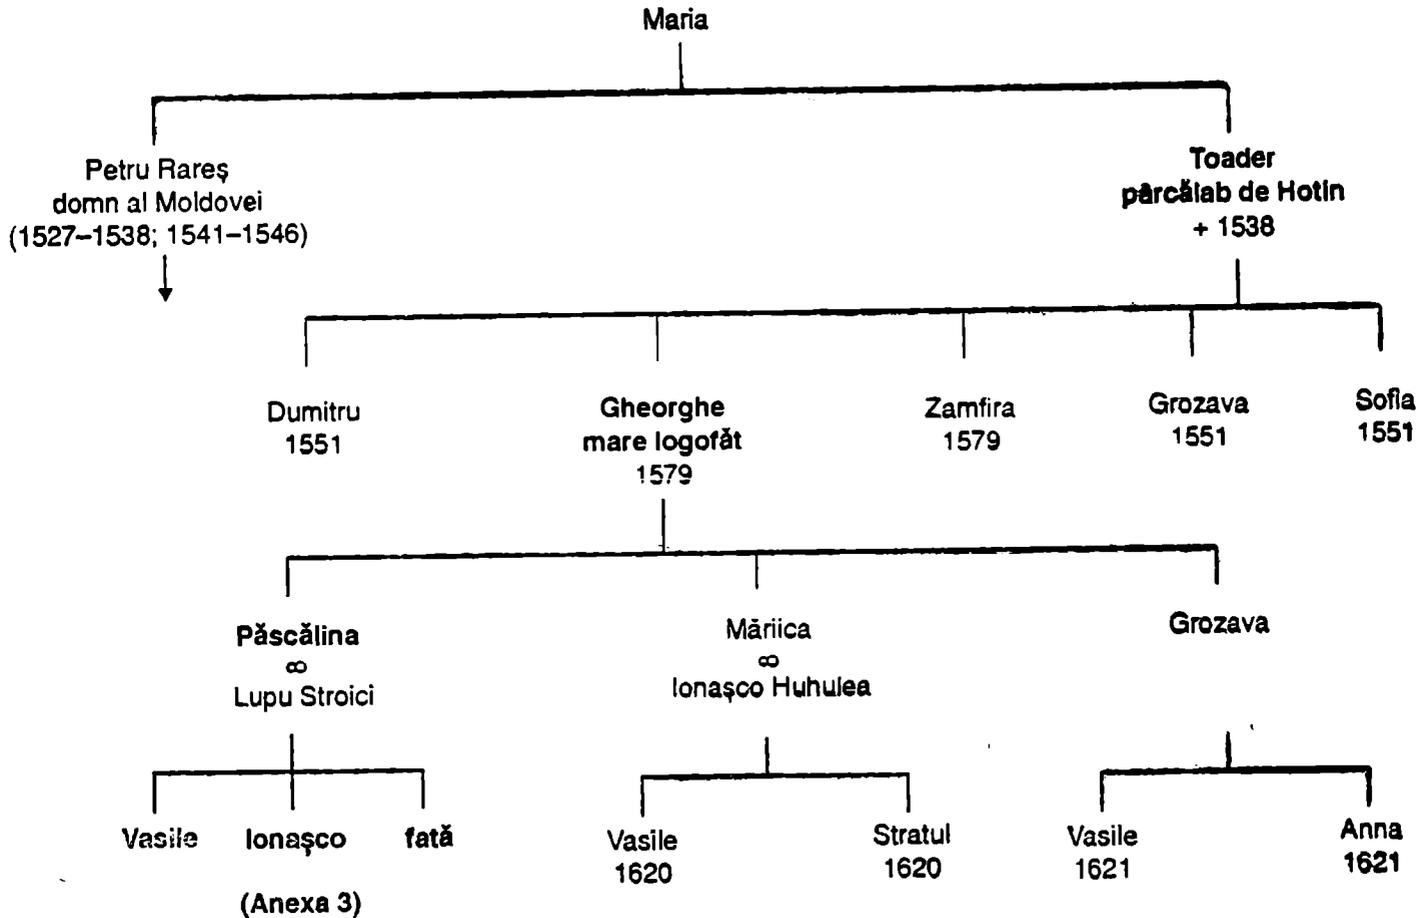 Maria
Petru Rareş
domn al Moldovei
(1527–1538; 1541–1546)
Toader
pârcălab de Hotin
+ 1538
Dumitru
1551
Gheorghe
mare logofăt
1579
Zamfira
1579
Grozava
1551
Sofia
1551
Păscălina
∞
Lupu Stroici
Măriica
∞
Ionaşco Huhulea
Grozava
Vasile
Ionaşco
fată
(Anexa 3)
Vasile
1620
Stratul
1620
Vasile
1621
Anna
1621